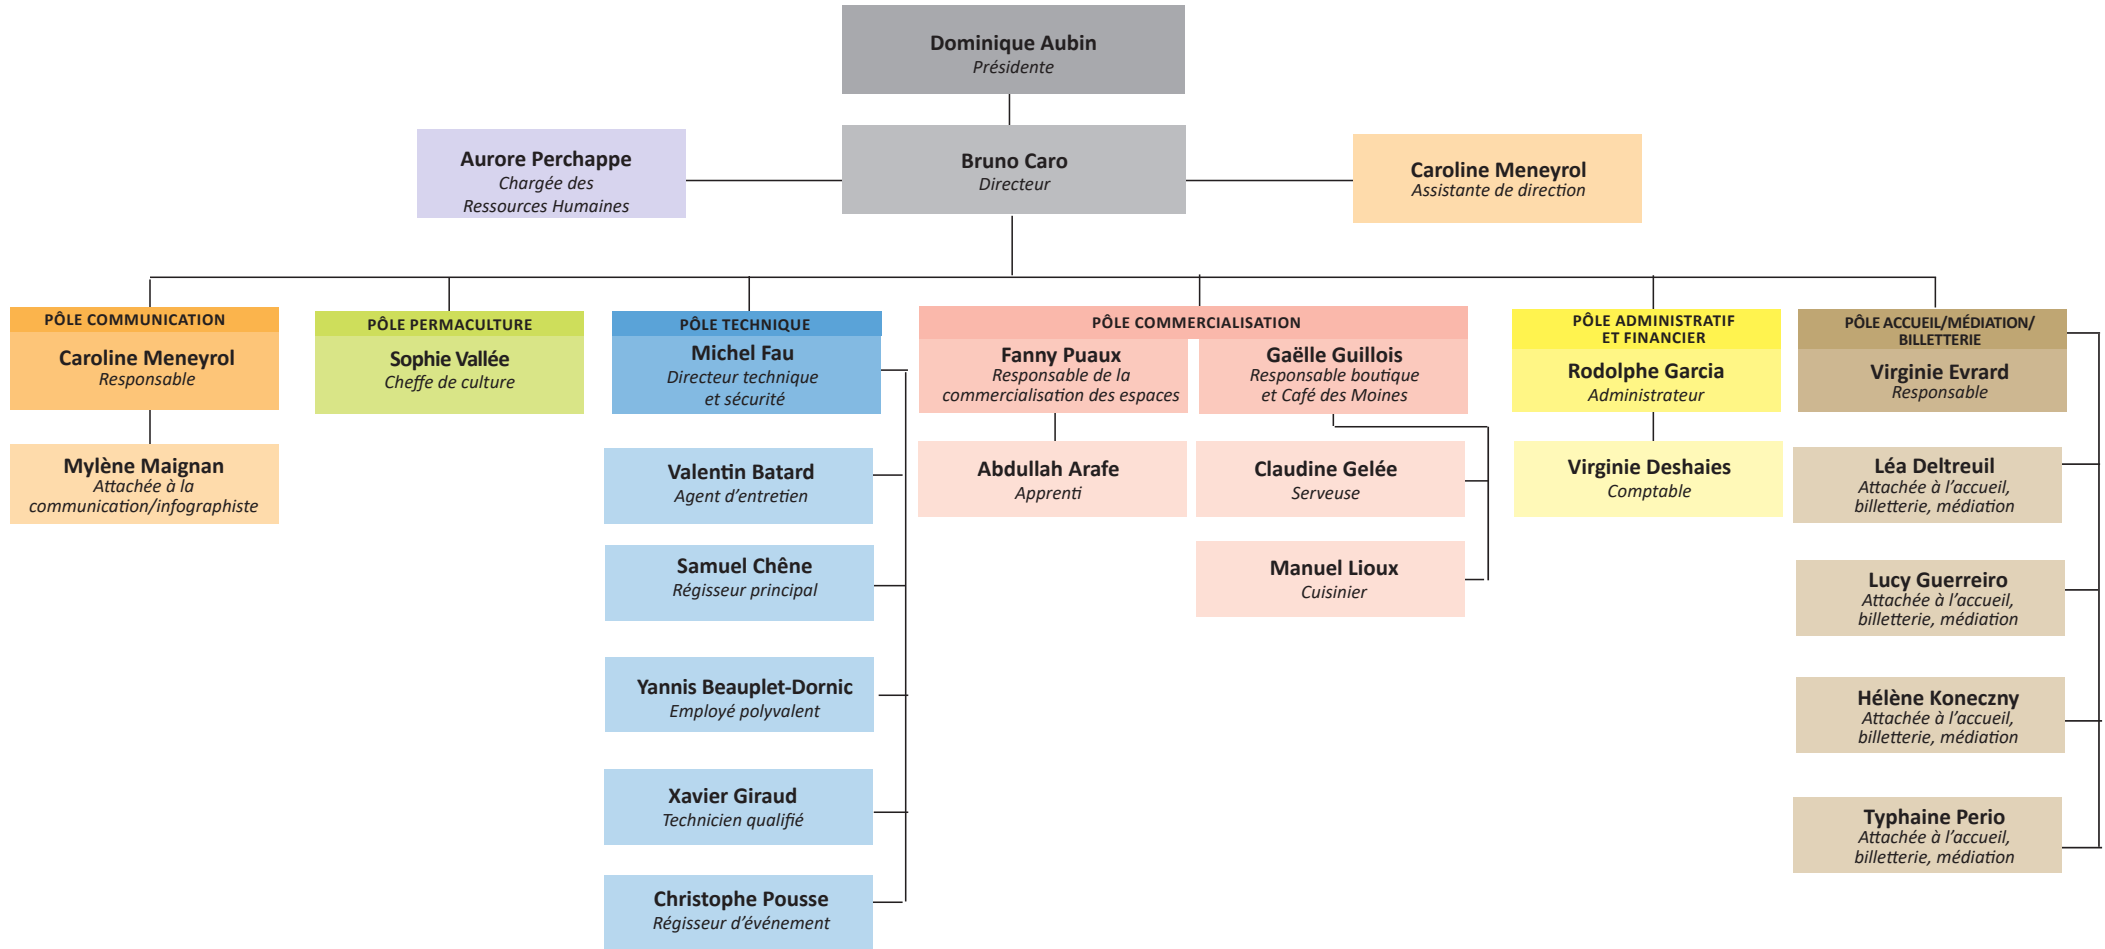 Dominique Aubin
Présidente
Aurore Perchappe
Chargée des
Ressources Humaines
Bruno Caro
Directeur
Caroline Meneyrol
Assistante de direction
PÔLE COMMUNICATION
Caroline Meneyrol
Responsable
Mylène Maignan
Attachée à la
communication/infographiste
PÔLE PERMACULTURE
Sophie Vallée
Cheffe de culture
PÔLE TECHNIQUE
Michel Fau
Directeur technique
et sécurité
Valentin Batard
Agent d’entretien
Samuel Chêne
Régisseur principal
Yannis Beauplet-Dornic
Employé polyvalent
Xavier Giraud
Technicien qualifié
Christophe Pousse
Régisseur d’événement
PÔLE COMMERCIALISATION
Fanny Puaux
Responsable de la
commercialisation des espaces
Abdullah Arafe
Apprenti
Gaëlle Guillois
Responsable boutique
et Café des Moines
Claudine Gelée
Serveuse
Manuel Lioux
Cuisinier
PÔLE ADMINISTRATIF
ET FINANCIER
Rodolphe Garcia
Administrateur
Virginie Deshaies
Comptable
PÔLE ACCUEIL/MÉDIATION/
BILLETTERIE
Virginie Evrard
Responsable
Léa Deltreuil
Attachée à l’accueil,
billetterie, médiation
Lucy Guerreiro
Attachée à l’accueil,
billetterie, médiation
Hélène Koneczny
Attachée à l’accueil,
billetterie, médiation
Typhaine Perio
Attachée à l’accueil,
billetterie, médiation